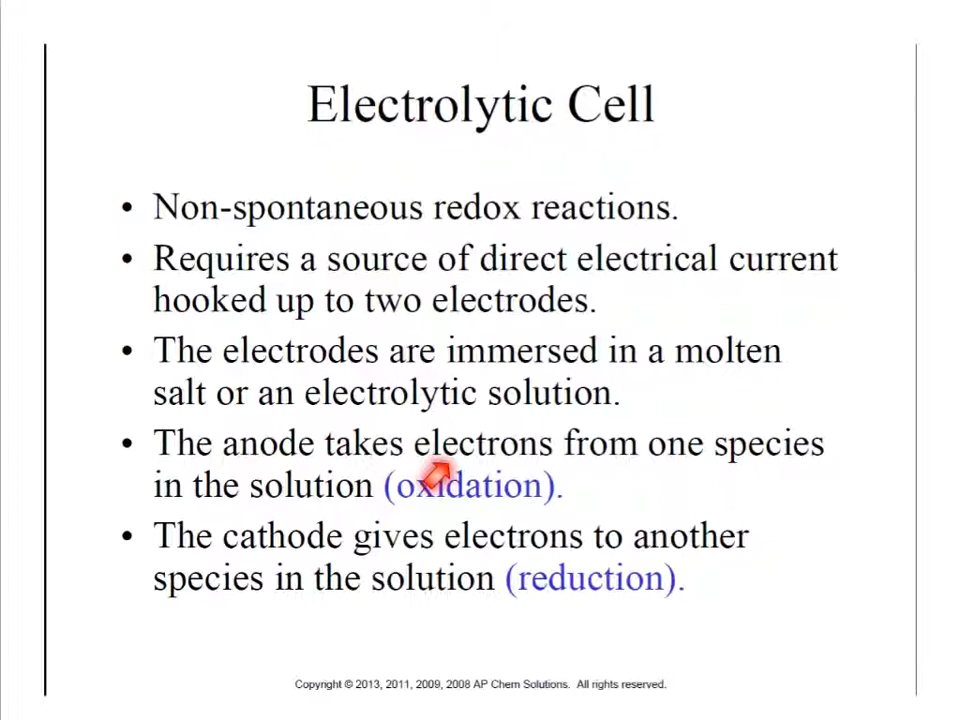 Electrolytic Cell
• Non-spontaneous redox reactions.
• Requires a source of direct electrical current
hooked up to two electrodes.
• The electrodes are immersed in a molten
salt or an electrolytic solution.
• The anode takes electrons from one species
in the solution (oxidation).
• The cathode gives electrons to another
species in the solution (reduction).
Copyright © 2013, 2011, 2009, 2008 AP Chem Solutions. All rights reserved.